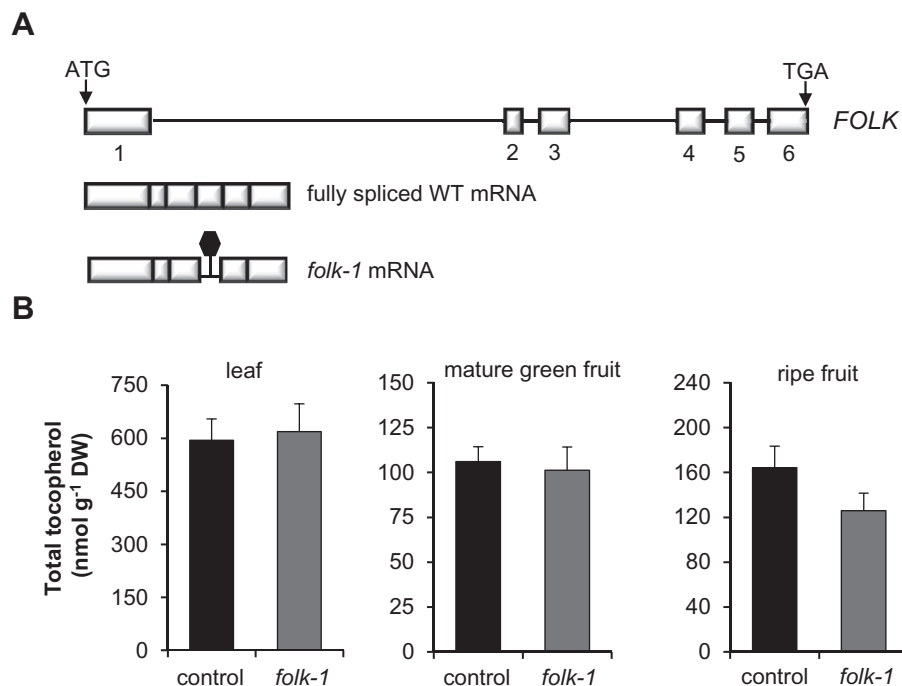 A
ATG
TGA
FOLK
1
2
3
4
5
6
fully spliced WT mRNA
folk-1 mRNA
B
Total tocopherol
(nmol g⁻¹ DW)
leaf
750
600
450
300
150
0
control
folk-1
mature green fruit
150
125
100
75
50
25
0
control
folk-1
ripe fruit
240
200
160
120
80
40
0
control
folk-1